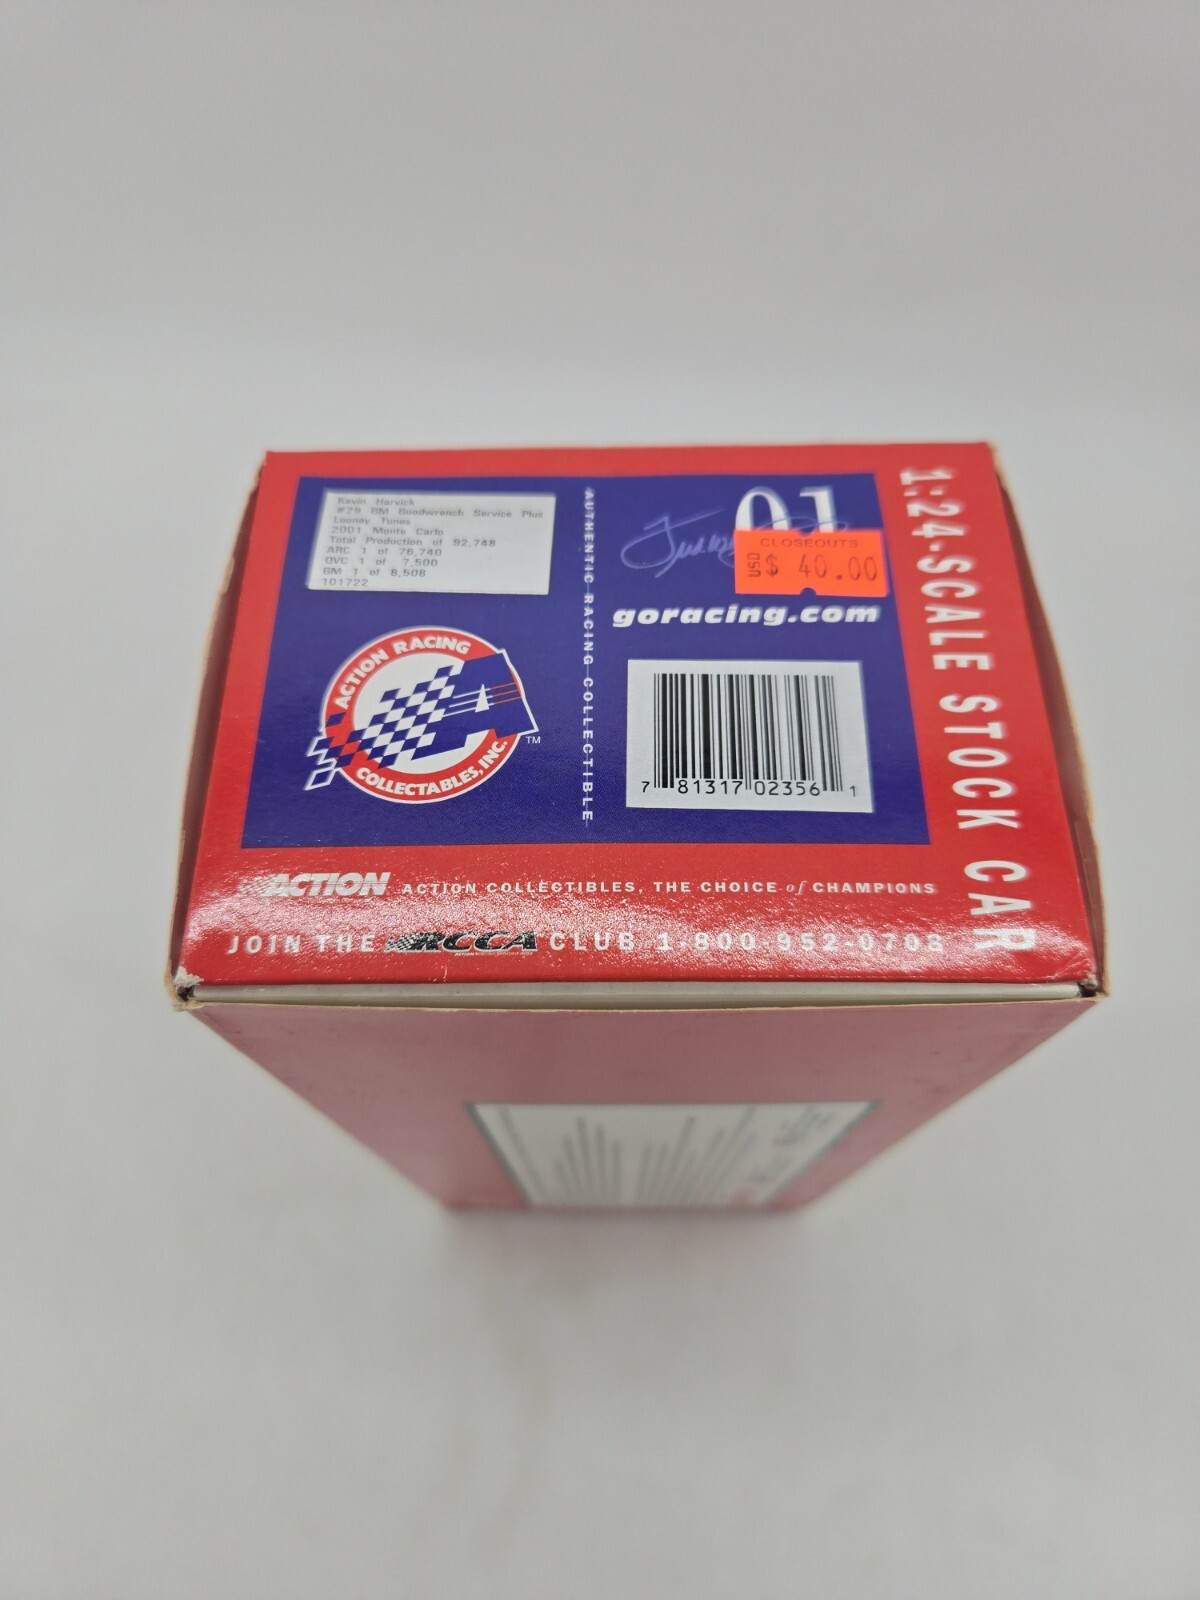 Kevin Harvick
#29 GM Goodwrench Service Plus
Looney Tunes
2001 Monte Carlo
Total Production of 92,748
ARC 1 of 76,740
QVC 1 of 7,500
GM 1 of 8,508
101722
ACTION RACING
COLLECTABLES, INC.
TM
AUTHENTIC RACING COLLECTIBLE
01
CLOSEOUTS
USD $ 40.00
goracing.com
7 81317 02356 1
1:24-SCALE STOCK CAR
ACTION ACTION COLLECTIBLES, THE CHOICE of CHAMPIONS
JOIN THE RCCA CLUB 1-800-952-0708